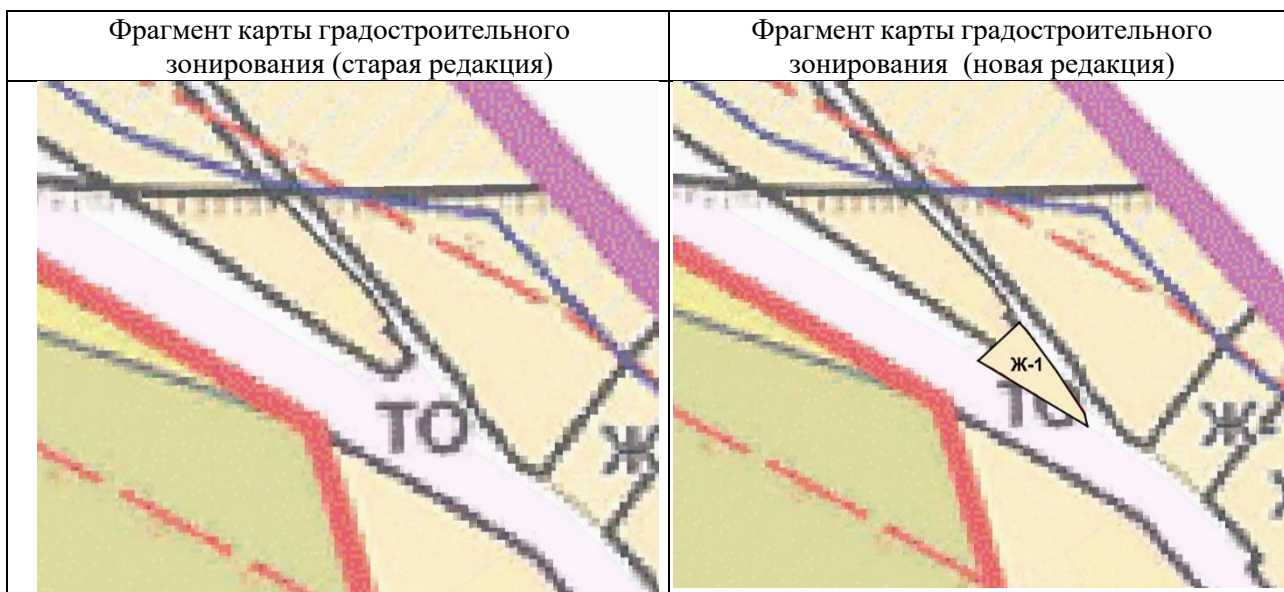 Фрагмент карты градостроительного
зонирования (старая редакция)
Фрагмент карты градостроительного
зонирования (новая редакция)
ТО
Ж
Ж-1
ТО
Ж